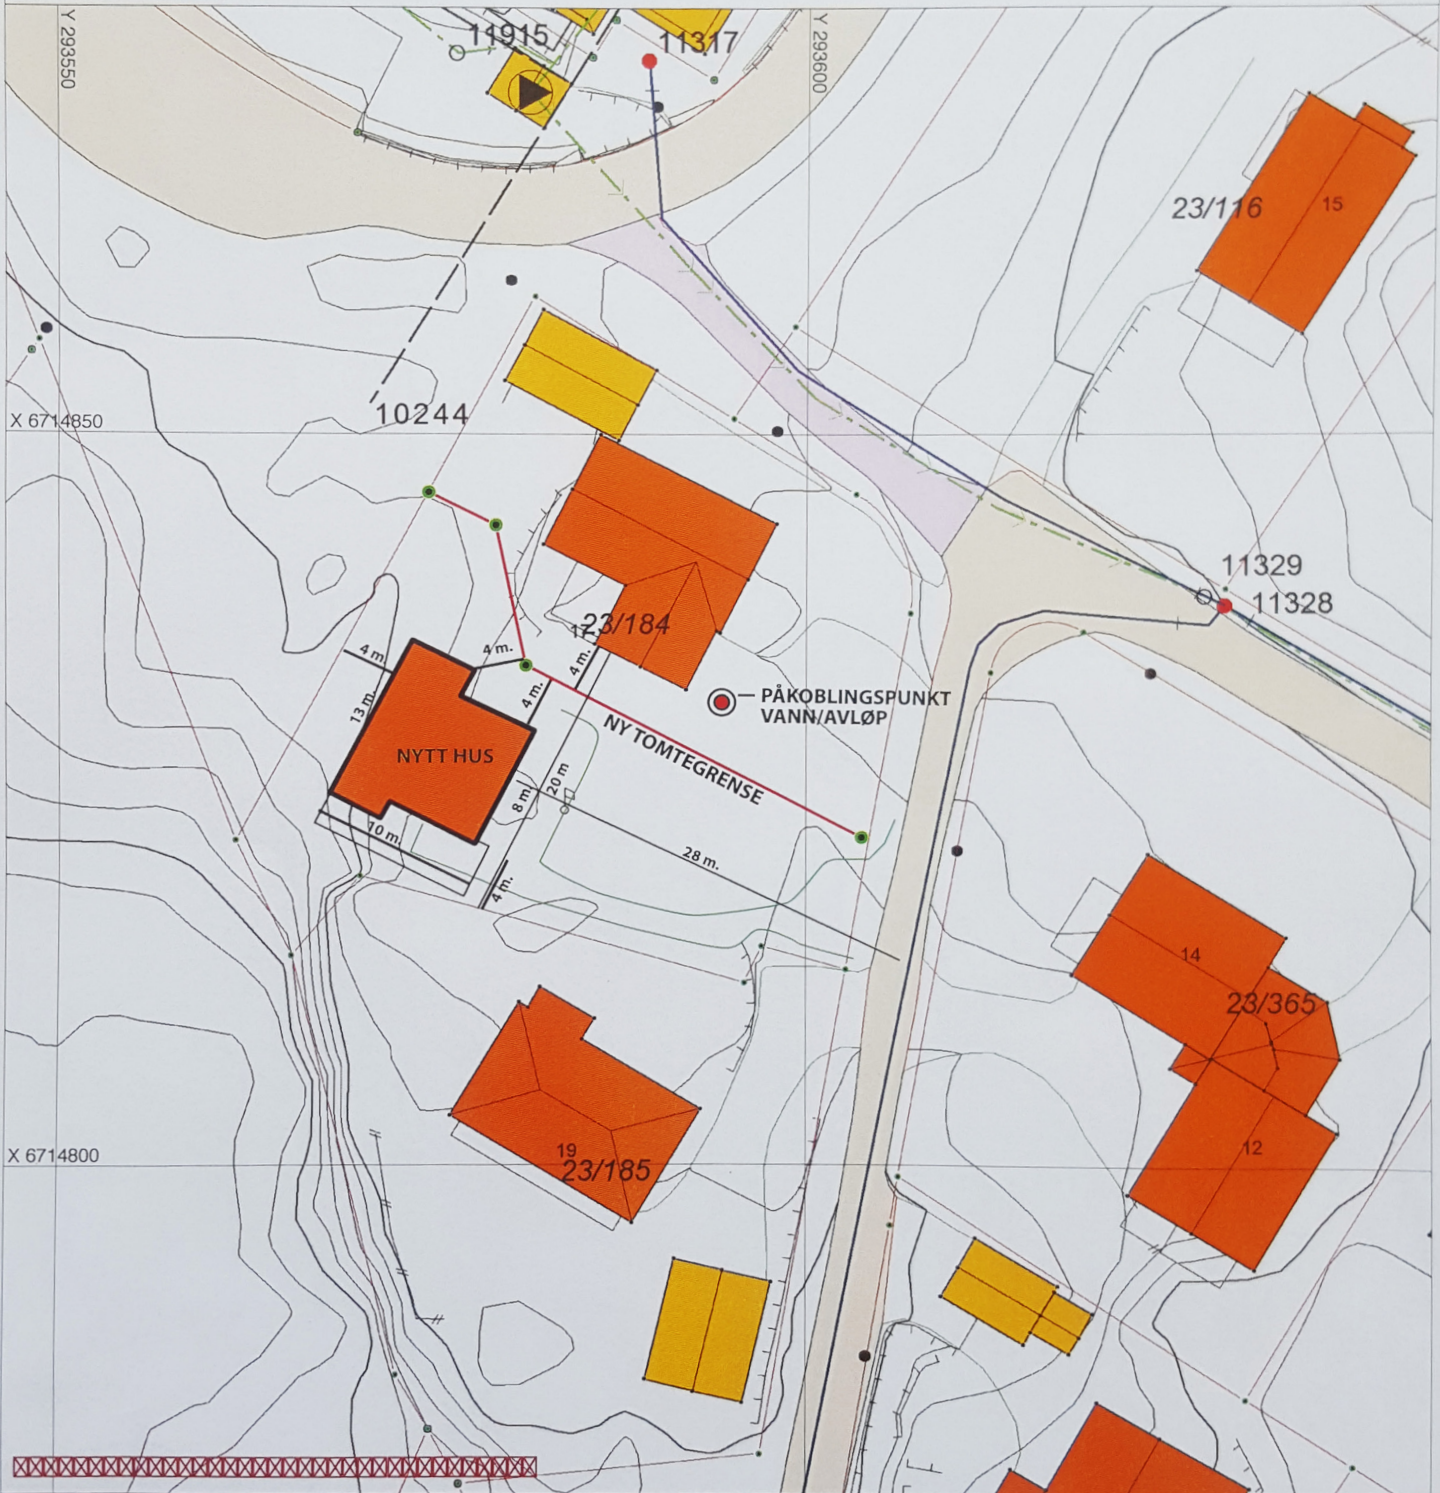 Y 293550
11915
11317
Y 293600
23/116
15
10244
X 6714850
11329
11328
23/184
17
4 m.
4 m.
4 m.
4 m.
13 m.
PÅKOBLINGSPUNKT
VANN/AVLØP
NY TOMTEGRENSE
NYTT HUS
20 m
8 m.
10 m.
28 m.
4 m.
14
23/365
12
X 6714800
19
23/185